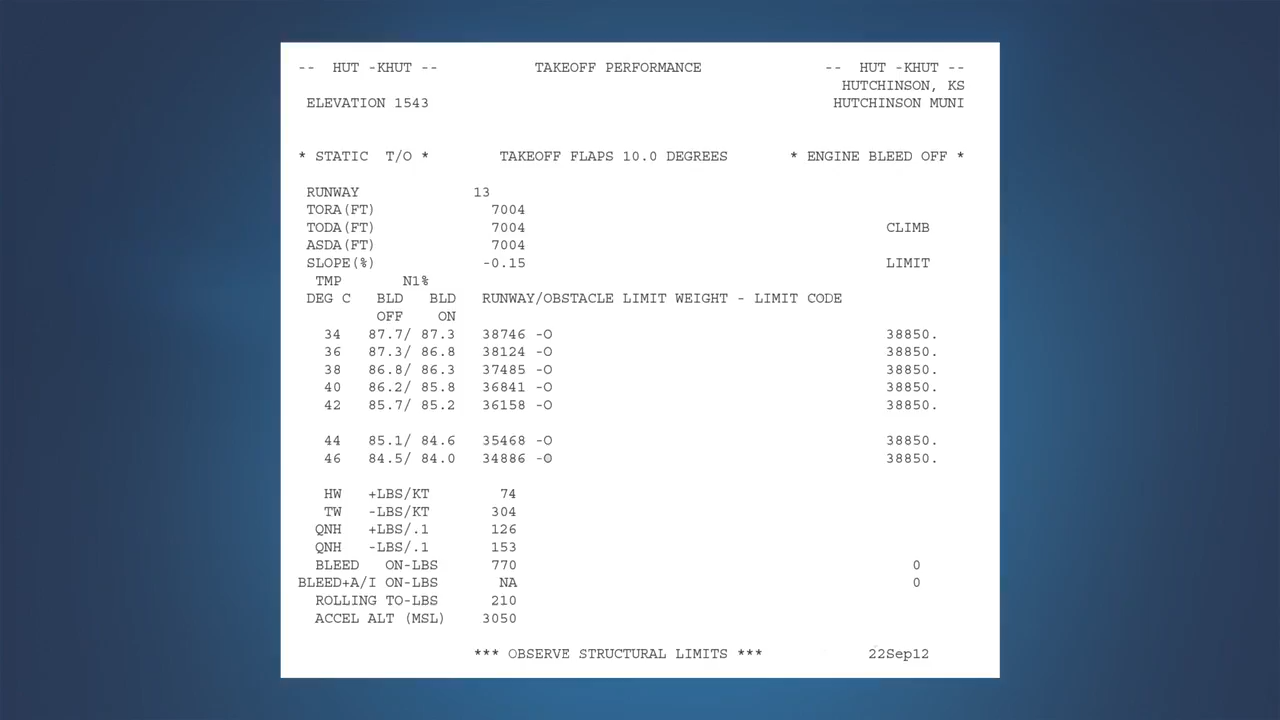 -- HUT -KHUT -- TAKEOFF PERFORMANCE -- HUT -KHUT --
HUTCHINSON, KS
ELEVATION 1543 HUTCHINSON MUNI
* STATIC T/O * TAKEOFF FLAPS 10.0 DEGREES * ENGINE BLEED OFF *
RUNWAY 13
TORA(FT) 7004
TODA(FT) 7004 CLIMB
ASDA(FT) 7004
SLOPE(%) -0.15 LIMIT
TMP N1%
DEG C BLD BLD RUNWAY/OBSTACLE LIMIT WEIGHT - LIMIT CODE
OFF ON
34 87.7/ 87.3 38746 -O 38850.
36 87.3/ 86.8 38124 -O 38850.
38 86.8/ 86.3 37485 -O 38850.
40 86.2/ 85.8 36841 -O 38850.
42 85.7/ 85.2 36158 -O 38850.
44 85.1/ 84.6 35468 -O 38850.
46 84.5/ 84.0 34886 -O 38850.
HW +LBS/KT 74
TW -LBS/KT 304
QNH +LBS/.1 126
QNH -LBS/.1 153
BLEED ON-LBS 770 0
BLEED+A/I ON-LBS NA 0
ROLLING TO-LBS 210
ACCEL ALT (MSL) 3050
*** OBSERVE STRUCTURAL LIMITS *** 22Sep12